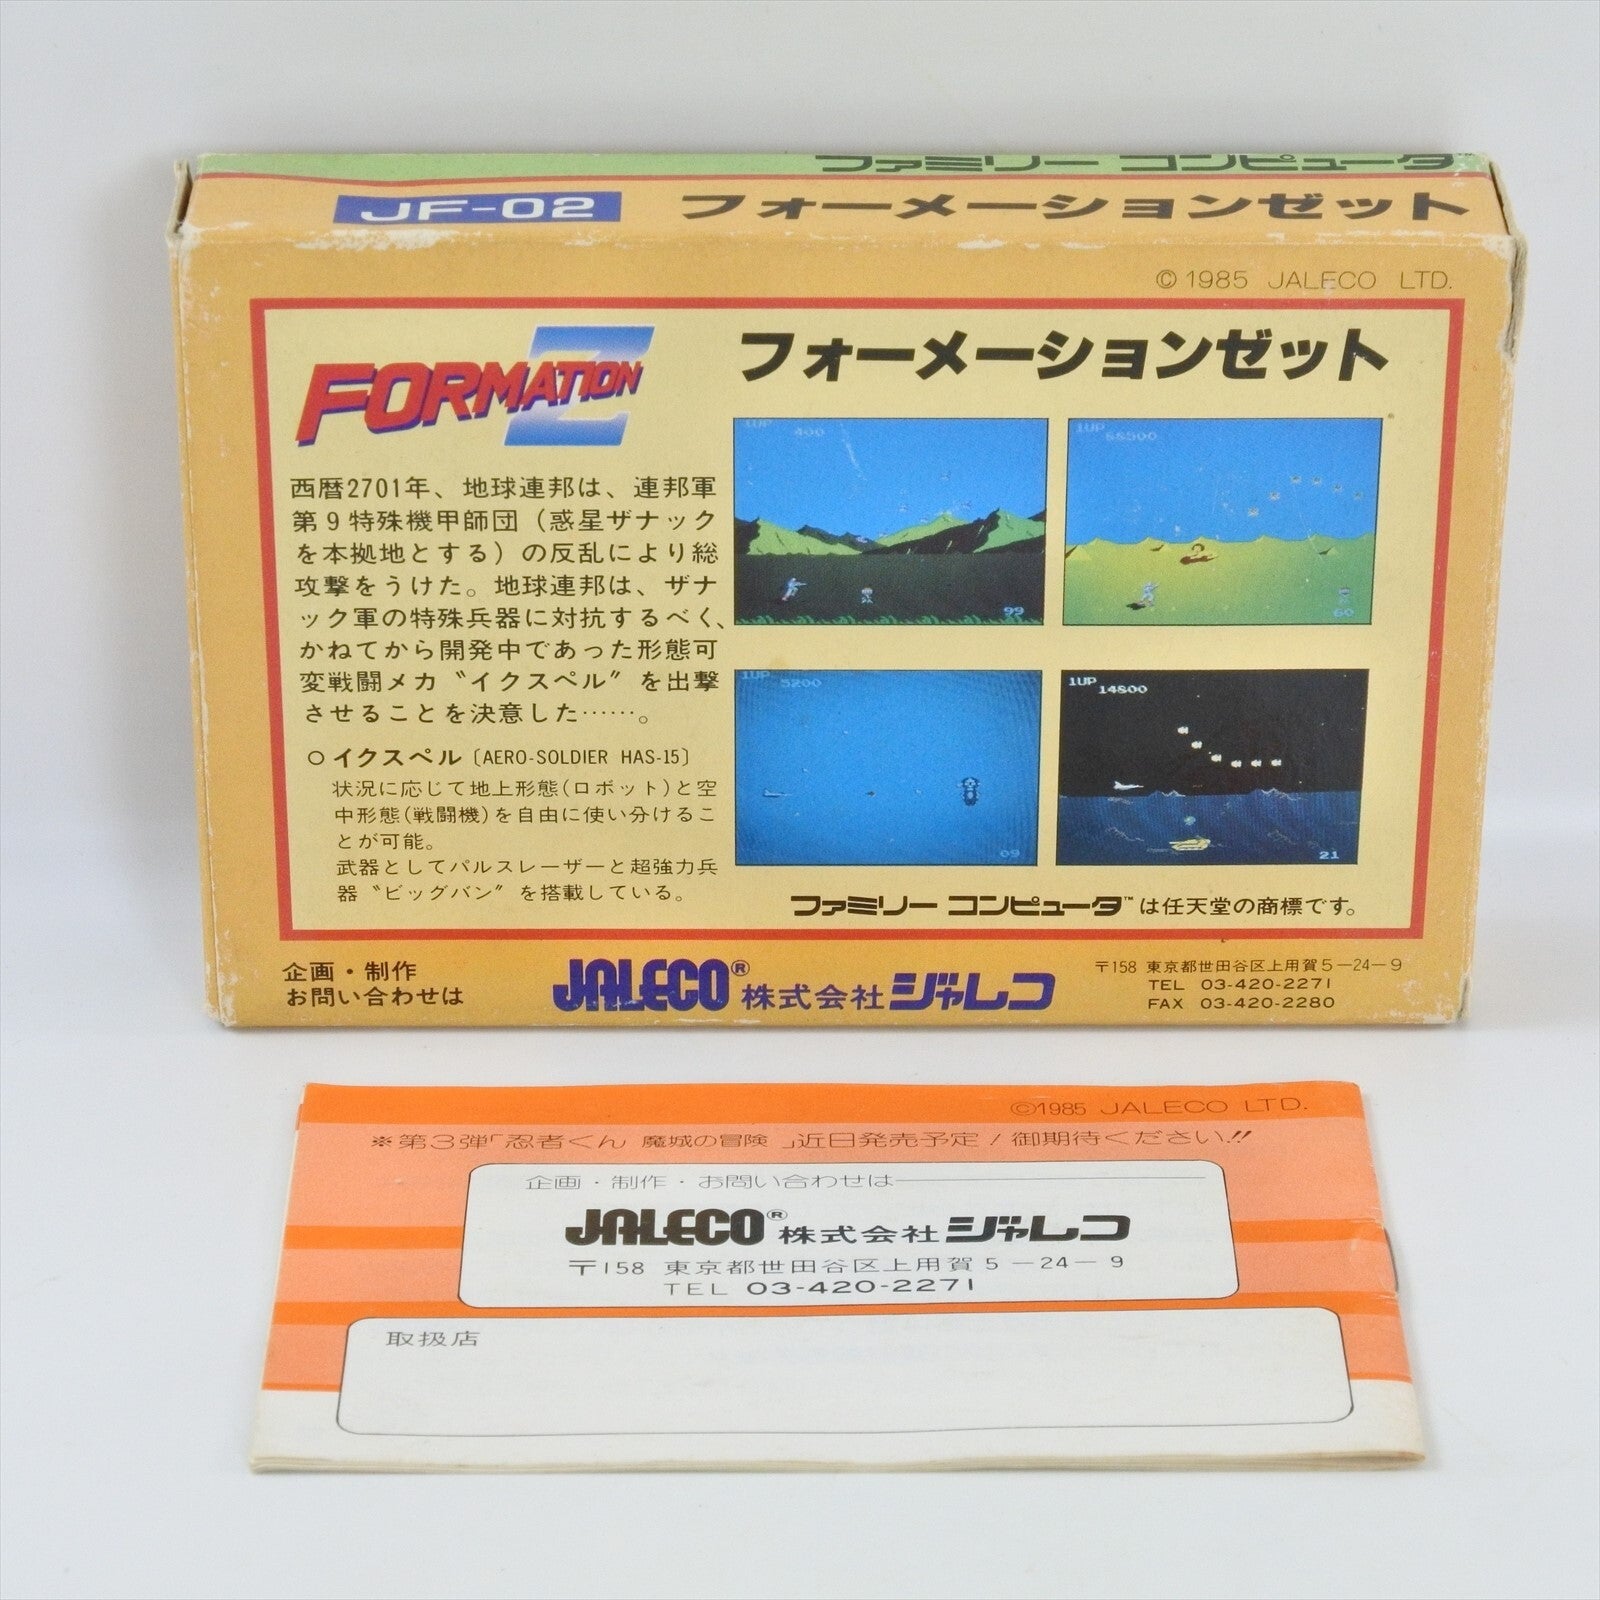 ファミリー コンピュータ
JF-02 フォーメーションゼット
© 1985 JALECO LTD.
FORMATION Z
フォーメーションゼット
西暦2701年、地球連邦は、連邦軍
第9特殊機甲師団（惑星ザナック
を本拠地とする）の反乱により総
攻撃をうけた。地球連邦は、ザナ
ック軍の特殊兵器に対抗するべく、
かねてから開発中であった形態可
変戦闘メカ〝イクスペル〟を出撃
させることを決意した……。
○イクスペル〔AERO-SOLDIER HAS-15〕
状況に応じて地上形態(ロボット)と空
中形態(戦闘機)を自由に使い分けるこ
とが可能。
武器としてパルスレーザーと超強力兵
器〝ビッグバン〟を搭載している。
1UP 400
99
1UP 68500
60
1UP 5200
09
1UP 14800
21
ファミリー コンピュータ™は任天堂の商標です。
企画・制作
お問い合わせは
JALECO® 株式会社ジャレコ
〒158 東京都世田谷区上用賀5-24-9
TEL 03-420-2271
FAX 03-420-2280
©1985 JALECO LTD.
※第3弾「忍者くん 魔城の冒険」近日発売予定！御期待ください!!
企画・制作・お問い合わせは
JALECO® 株式会社ジャレコ
〒158 東京都世田谷区上用賀5-24-9
TEL 03-420-2271
取扱店